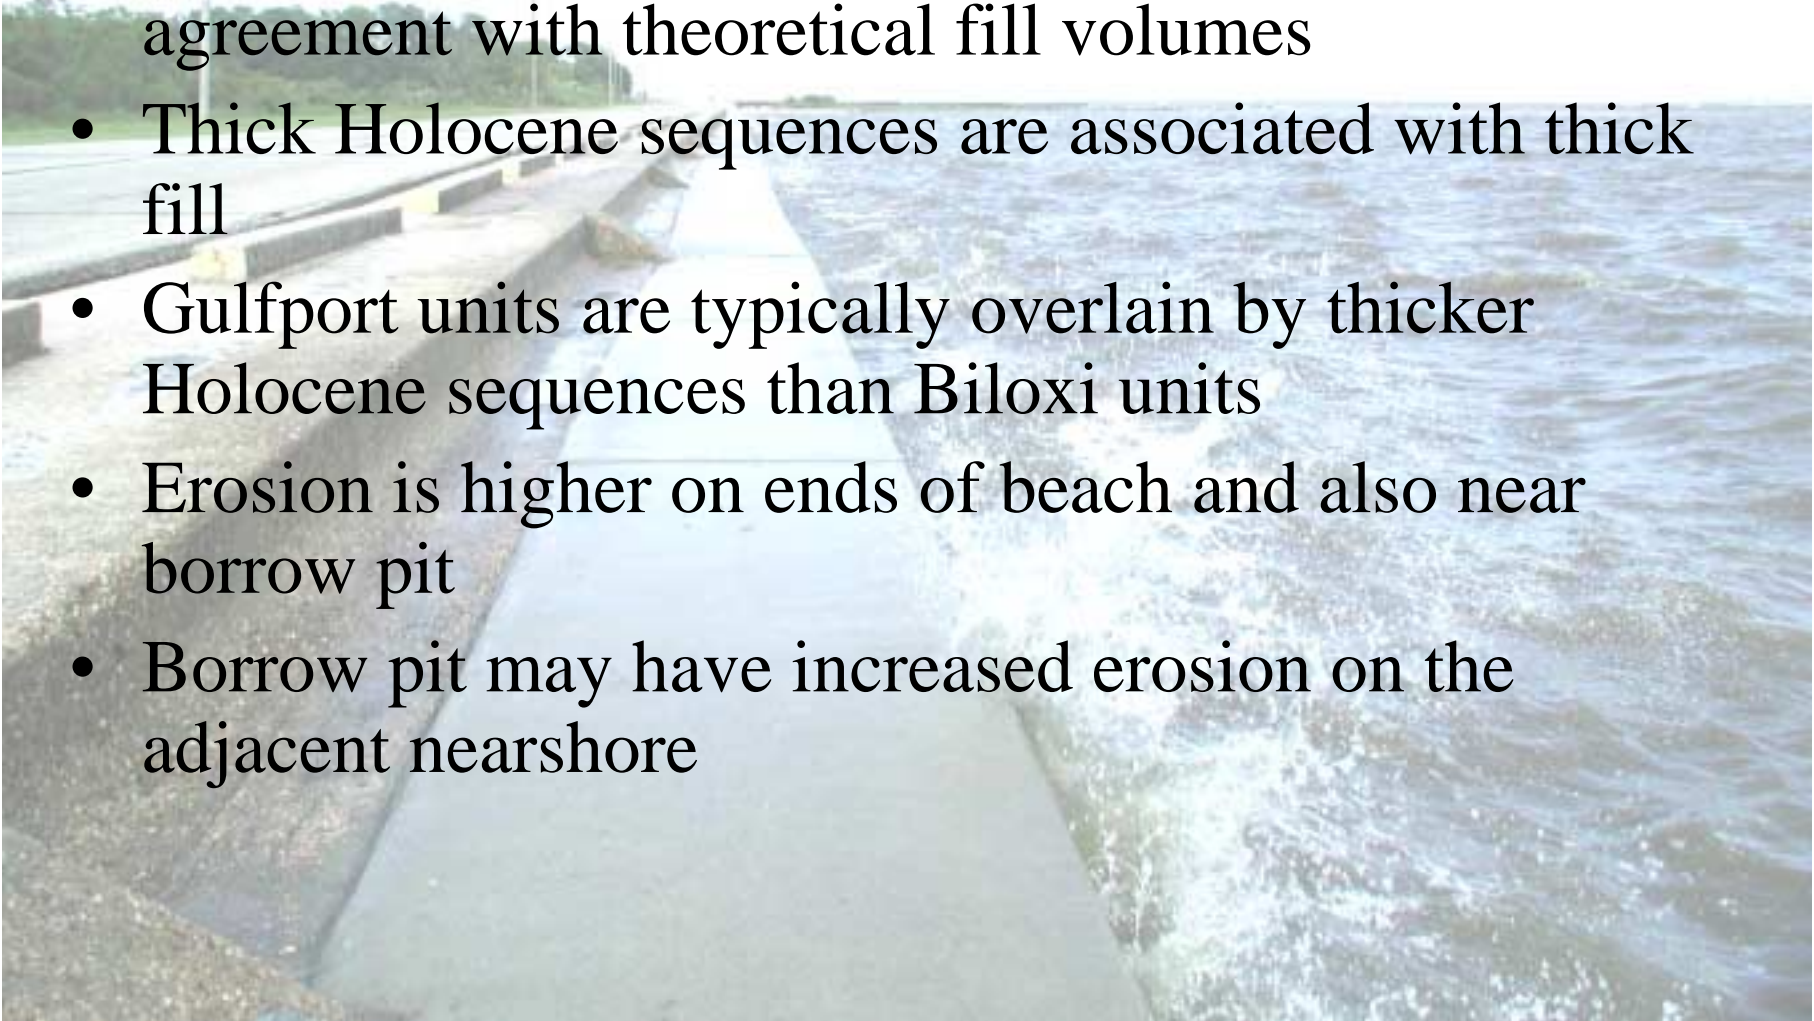 agreement with theoretical fill volumes
• Thick Holocene sequences are associated with thick
fill
• Gulfport units are typically overlain by thicker
Holocene sequences than Biloxi units
• Erosion is higher on ends of beach and also near
borrow pit
• Borrow pit may have increased erosion on the
adjacent nearshore